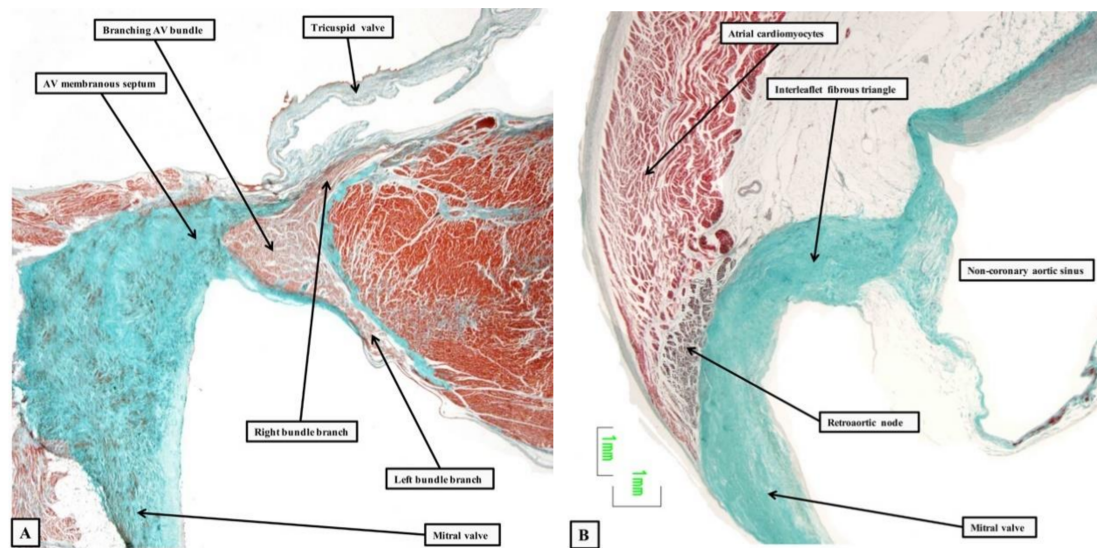 Branching AV bundle
Tricuspid valve
AV membranous septum
Right bundle branch
Left bundle branch
Mitral valve
A
Atrial cardiomyocytes
Interleaflet fibrous triangle
Non-coronary aortic sinus
Retroaortic node
1mm
1mm
Mitral valve
B